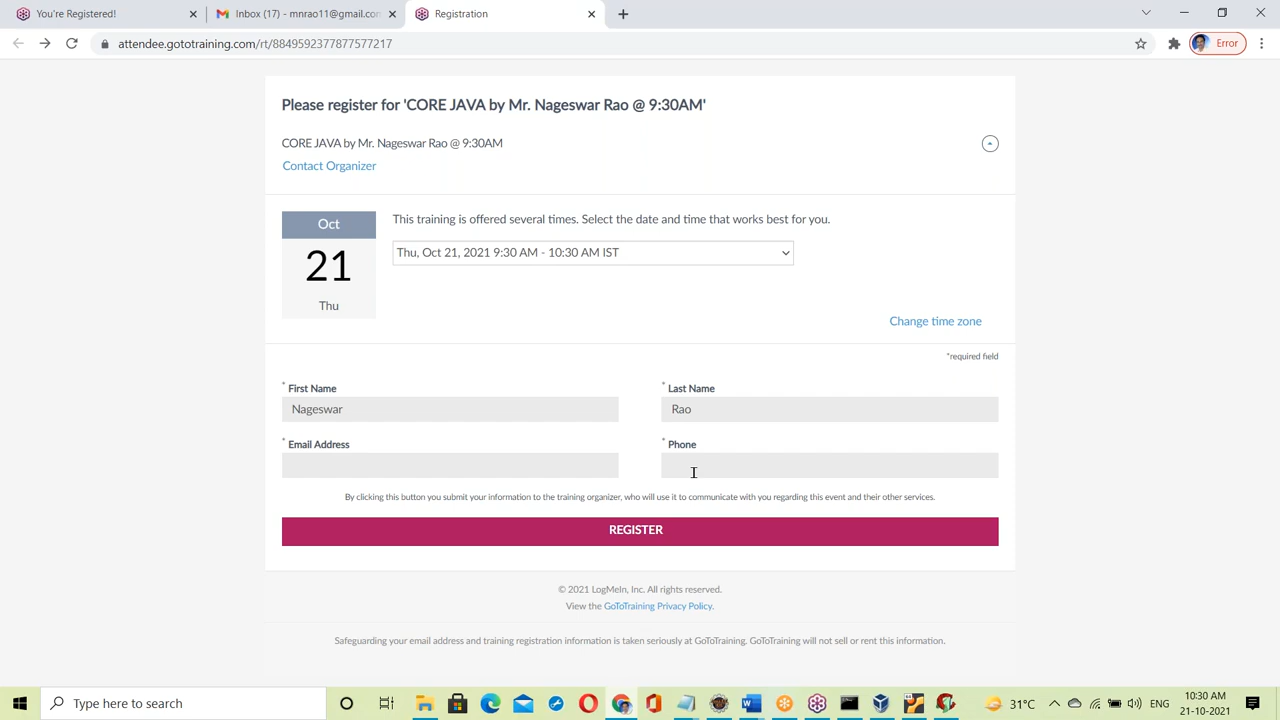 You're Registered!
Inbox (17) - mnrao11@gmail.con
Registration
attendee.gototraining.com/rt/8849592377877577217
Error
Please register for 'CORE JAVA by Mr. Nageswar Rao @ 9:30AM'
CORE JAVA by Mr. Nageswar Rao @ 9:30AM
Contact Organizer
Oct
21
Thu
This training is offered several times. Select the date and time that works best for you.
Thu, Oct 21, 2021 9:30 AM - 10:30 AM IST
Change time zone
*required field
* First Name
* Last Name
Nageswar
Rao
* Email Address
* Phone
By clicking this button you submit your information to the training organizer, who will use it to communicate with you regarding this event and their other services.
REGISTER
© 2021 LogMeIn, Inc. All rights reserved.
View the GoToTraining Privacy Policy.
Safeguarding your email address and training registration information is taken seriously at GoToTraining. GoToTraining will not sell or rent this information.
Type here to search
31°C
ENG
10:30 AM
21-10-2021